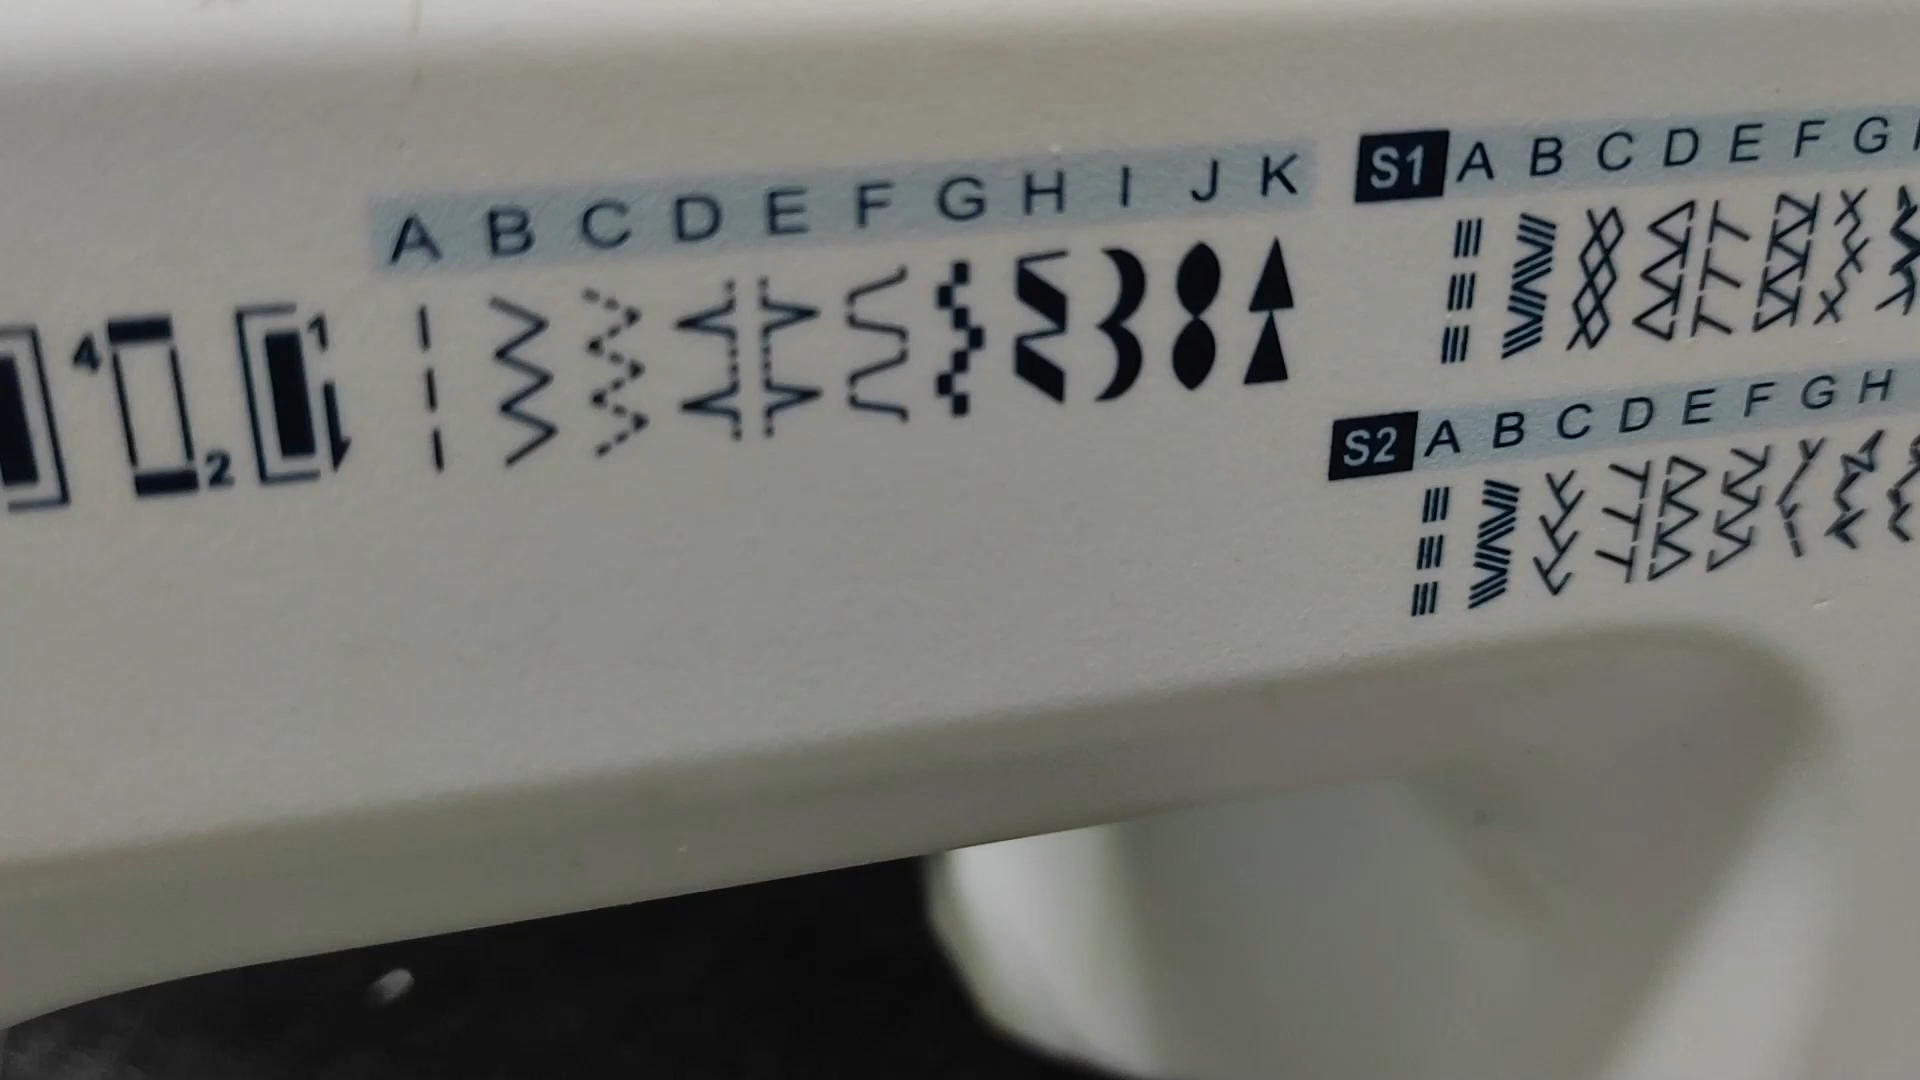 A B C D E F G H I J K
4 2 1
S1 A B C D E F G
S2 A B C D E F G H